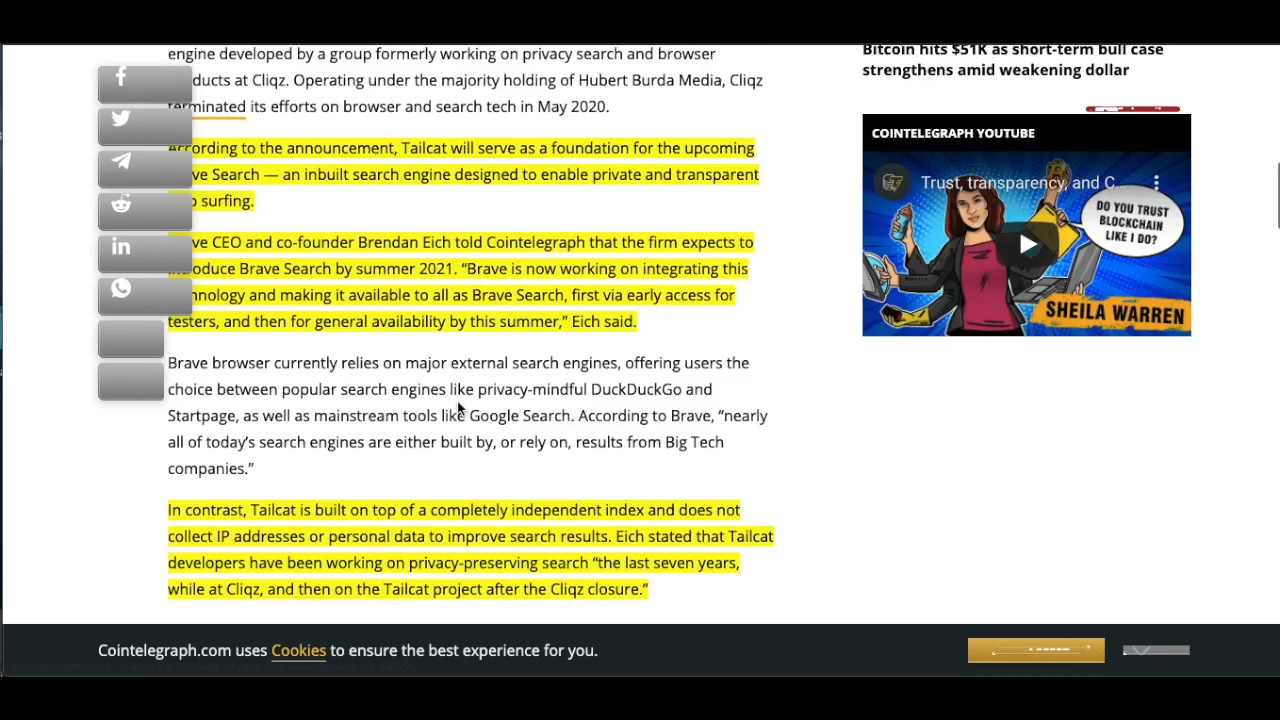 engine developed by a group formerly working on privacy search and browser
products at Cliqz. Operating under the majority holding of Hubert Burda Media, Cliqz
terminated its efforts on browser and search tech in May 2020.
According to the announcement, Tailcat will serve as a foundation for the upcoming
Search — an inbuilt search engine designed to enable private and transparent
surfing.
CEO and co-founder Brendan Eich told Cointelegraph that the firm expects to
introduce Brave Search by summer 2021. “Brave is now working on integrating this
technology and making it available to all as Brave Search, first via early access for
testers, and then for general availability by this summer,” Eich said.
Brave browser currently relies on major external search engines, offering users the
choice between popular search engines like privacy-mindful DuckDuckGo and
Startpage, as well as mainstream tools like Google Search. According to Brave, “nearly
all of today’s search engines are either built by, or rely on, results from Big Tech
companies.”
In contrast, Tailcat is built on top of a completely independent index and does not
collect IP addresses or personal data to improve search results. Eich stated that Tailcat
developers have been working on privacy-preserving search “the last seven years,
while at Cliqz, and then on the Tailcat project after the Cliqz closure.”
Bitcoin hits $51K as short-term bull case
strengthens amid weakening dollar
COINTELEGRAPH YOUTUBE
Trust, transparency, and C...
DO YOU TRUST
BLOCKCHAIN
LIKE I DO?
SHEILA WARREN
Cointelegraph.com uses Cookies to ensure the best experience for you.